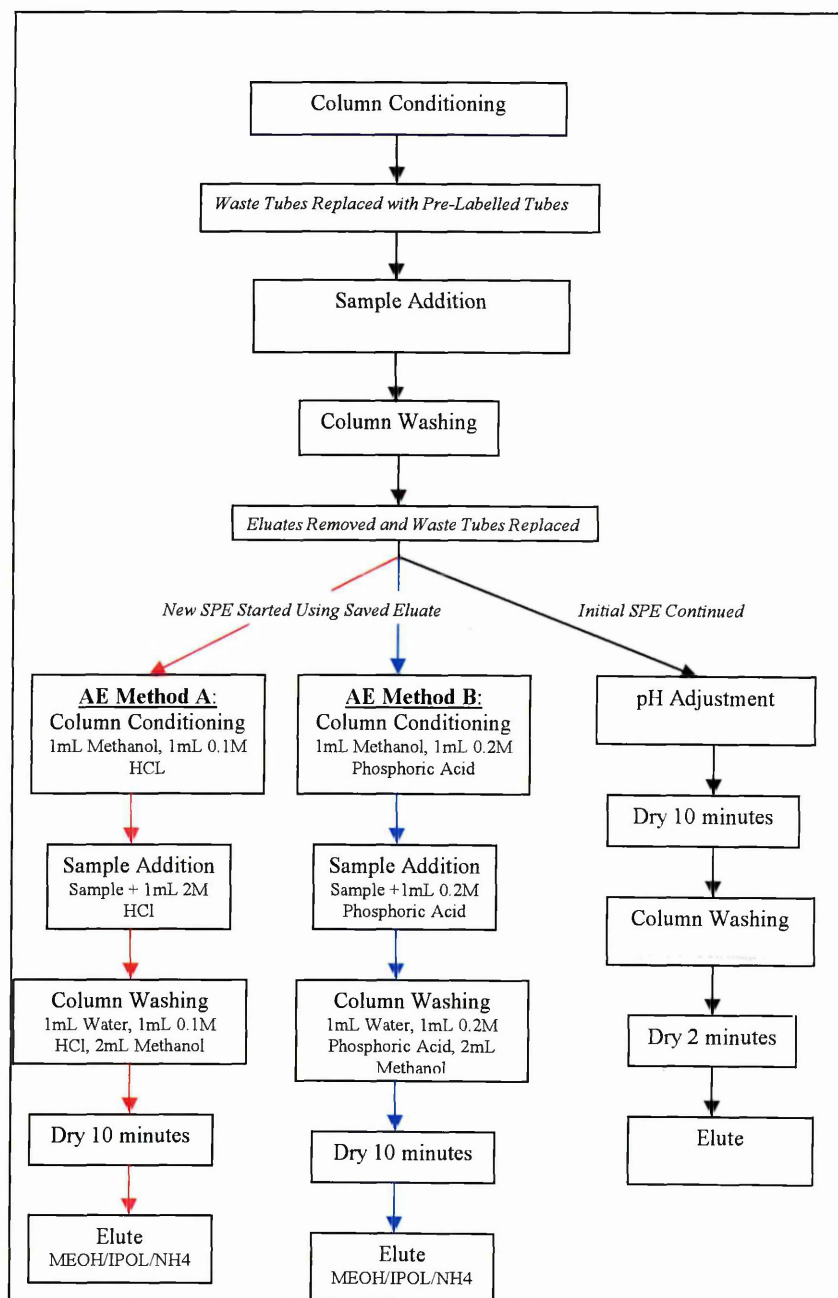 Column Conditioning
Waste Tubes Replaced with Pre-Labelled Tubes
Sample Addition
Column Washing
Eluates Removed and Waste Tubes Replaced
New SPE Started Using Saved Eluate
Initial SPE Continued
AE Method A:
Column Conditioning
1mL Methanol, 1mL 0.1M
HCL
Sample Addition
Sample + 1mL 2M
HCl
Column Washing
1mL Water, 1mL 0.1M
HCl, 2mL Methanol
Dry 10 minutes
Elute
MEOH/IPOL/NH4
AE Method B:
Column Conditioning
1mL Methanol, 1mL 0.2M
Phosphoric Acid
Sample Addition
Sample +1mL 0.2M
Phosphoric Acid
Column Washing
1mL Water, 1mL 0.2M
Phosphoric Acid, 2mL
Methanol
Dry 10 minutes
Elute
MEOH/IPOL/NH4
pH Adjustment
Dry 10 minutes
Column Washing
Dry 2 minutes
Elute